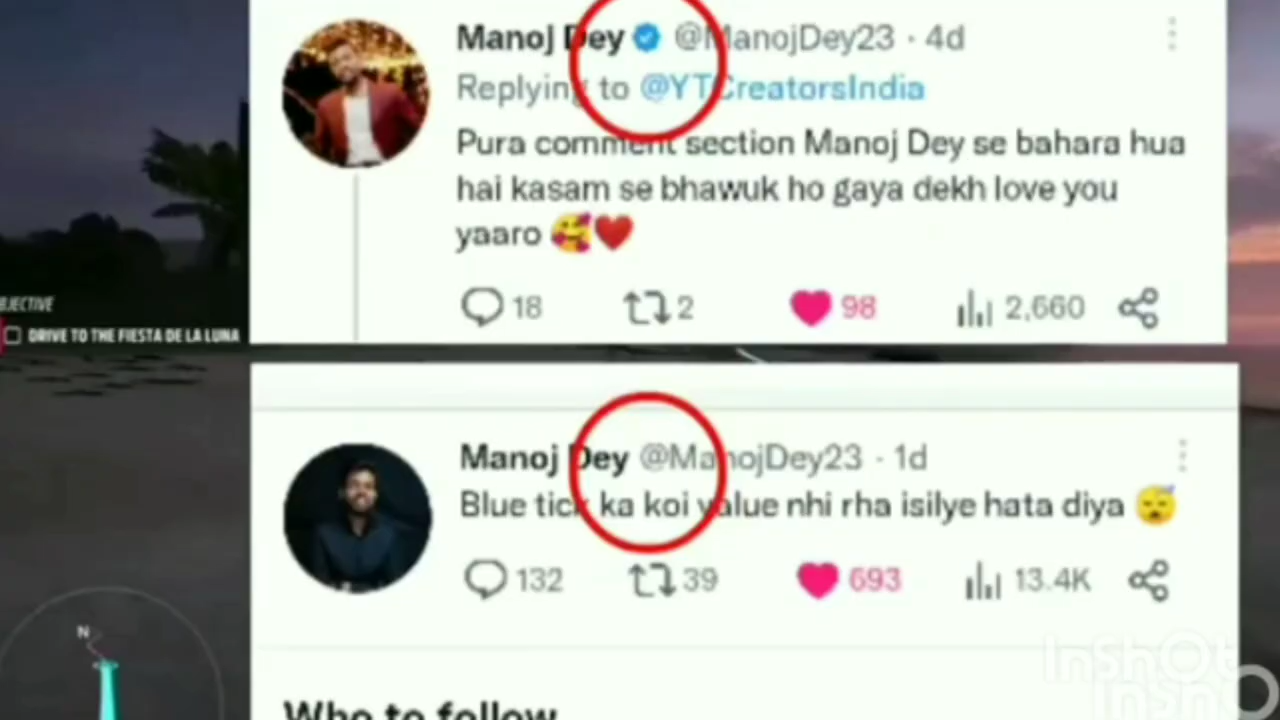 Manoj Dey @ManojDey23 · 4d
Replying to @YTCreatorsIndia
Pura comment section Manoj Dey se bahara hua
hai kasam se bhawuk ho gaya dekh love you
yaaro 🥰❤️
18 2 98 2,660
BJECTIVE
DRIVE TO THE FIESTA DE LA LUNA
Manoj Dey @ManojDey23 · 1d
Blue tick ka koi value nhi rha isilye hata diya 😴
132 39 693 13.4K
N
Who to follow
InShOt
InShO